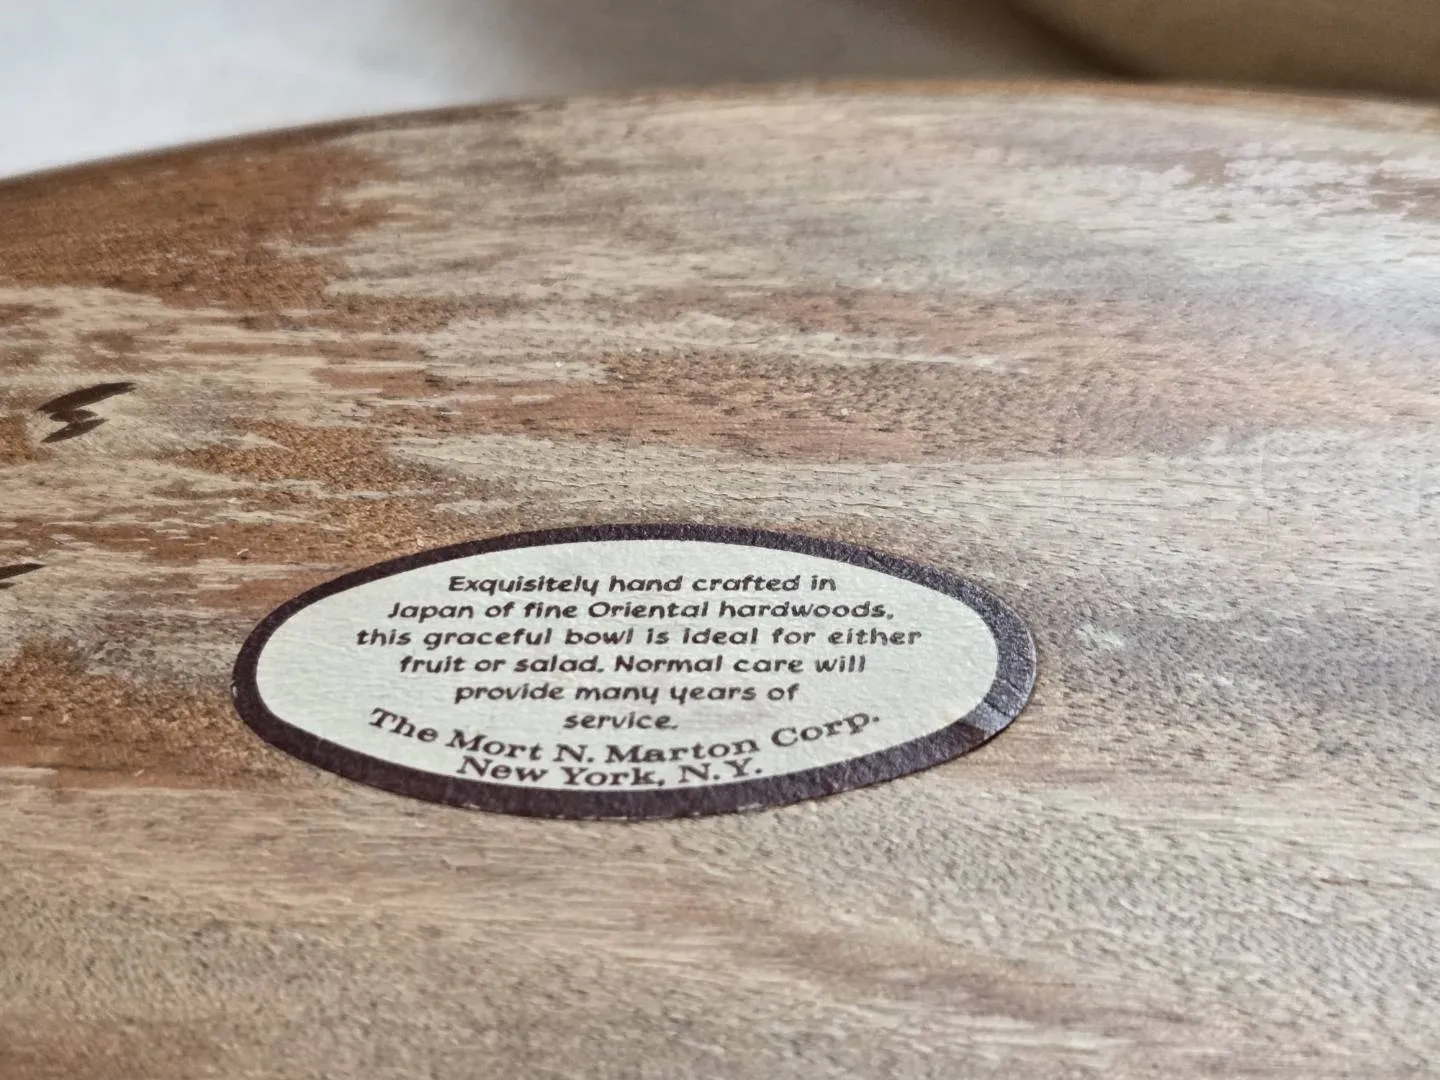 Exquisitely hand crafted in
Japan of fine Oriental hardwoods,
this graceful bowl is ideal for either
fruit or salad. Normal care will
provide many years of
service.
The Mort N. Marton Corp.
New York, N.Y.